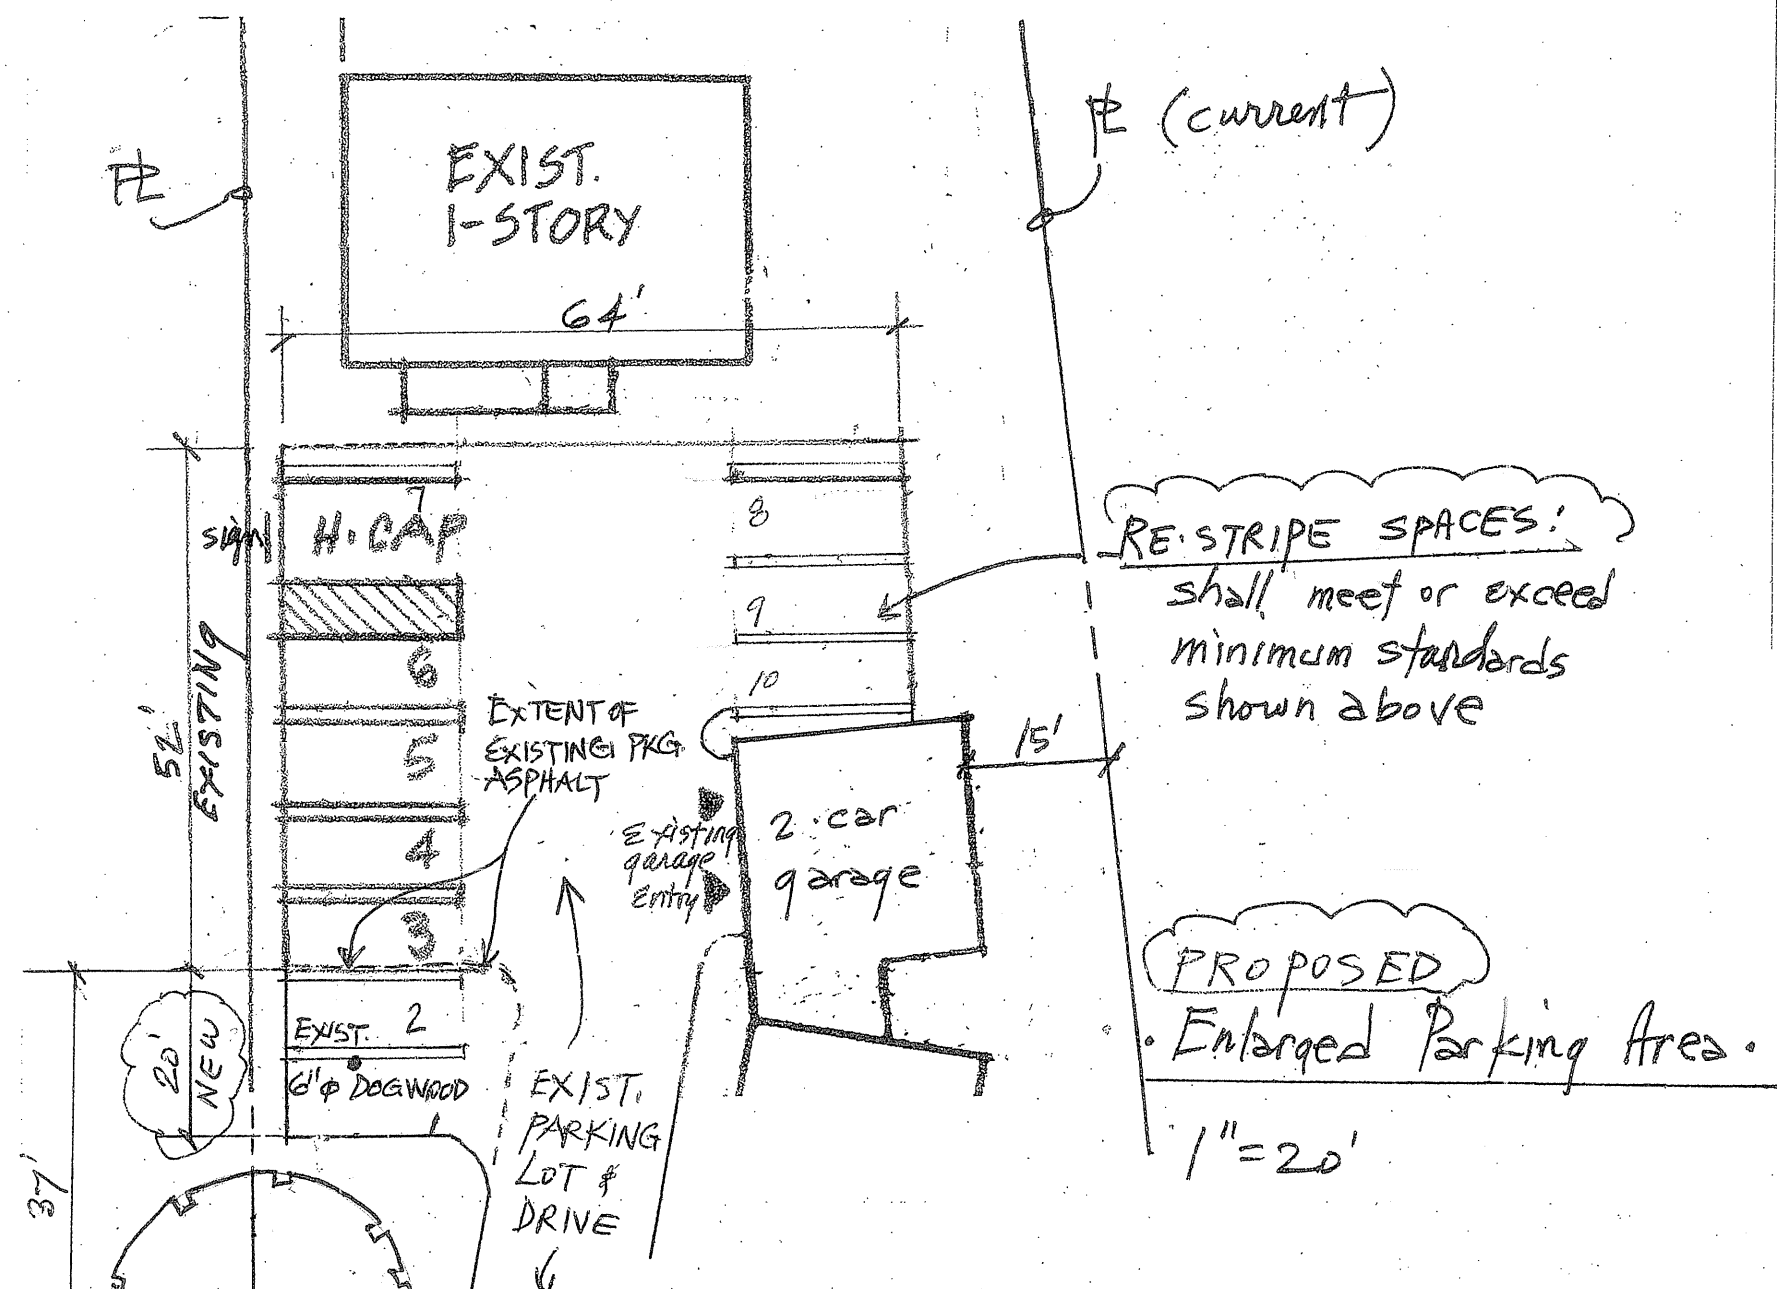 PL
PL (current)
EXIST.
1-STORY
64'
7
sign
H·CAP
6
5
4
3
EXIST. 2
6"φ DOGWOOD
1
8
9
10
52'
EXISTING
20'
NEW
37'
EXTENT OF
EXISTING PKG
ASPHALT
Existing
garage
Entry
2·car
garage
15'
EXIST.
PARKING
LOT &
DRIVE
RE·STRIPE SPACES:
shall meet or exceed
minimum standards
shown above
PROPOSED
· Enlarged Parking Area ·
1"=20'